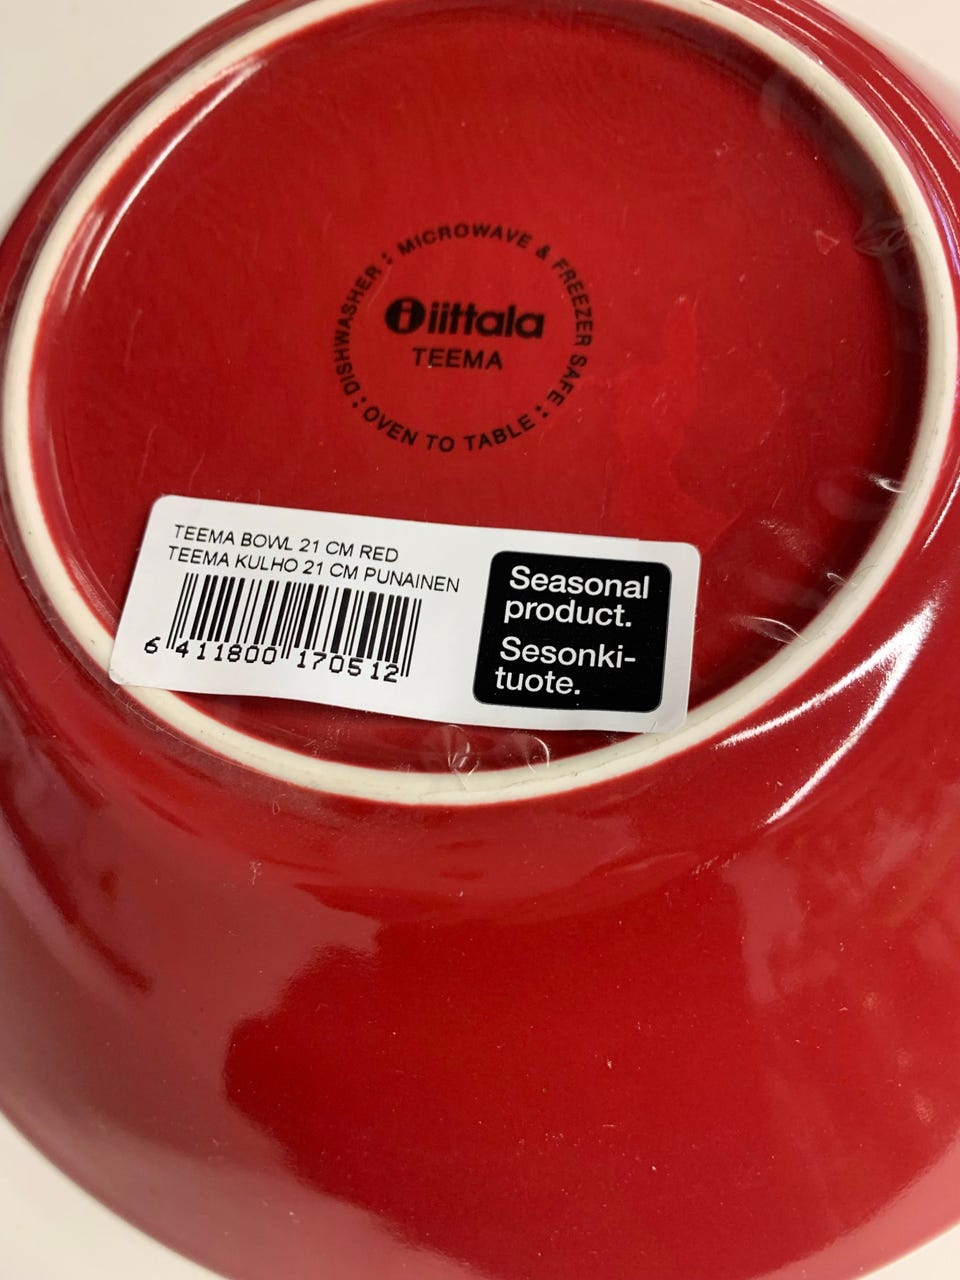 DISHWASHER : MICROWAVE & FREEZER SAFE : OVEN TO TABLE :
iittala
TEEMA
TEEMA BOWL 21 CM RED
TEEMA KULHO 21 CM PUNAINEN
6 411800 170512
Seasonal
product.
Sesonki-
tuote.